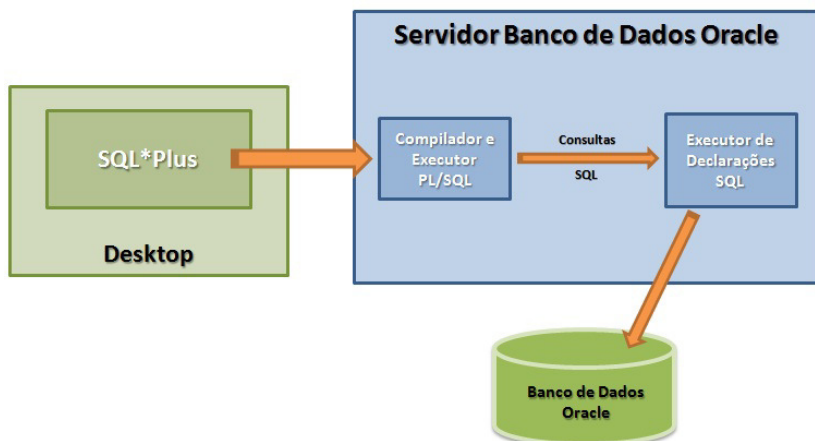 Servidor Banco de Dados Oracle
SQL*Plus
Desktop
Compilador e
Executor
PL/SQL
Consultas
SQL
Executor de
Declarações
SQL
Banco de Dados
Oracle